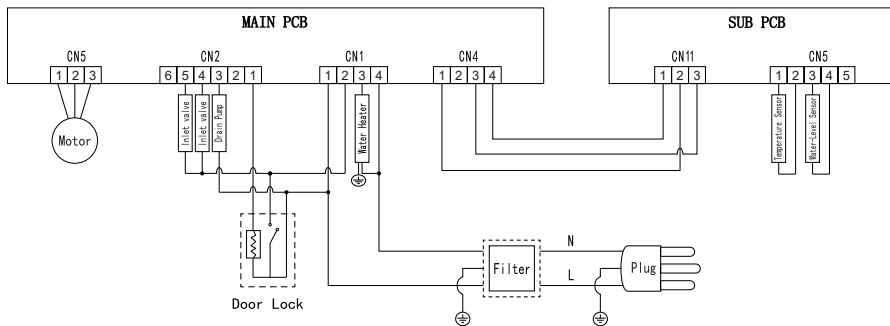 MAIN PCB
SUB PCB
CN5
CN2
CN1
CN4
CN11
CN5
1 2 3
6 5 4 3 2 1
1 2 3 4
1 2 3 4
1 2 3
1 2 3 4 5
Inlet valve
Inlet valve
Drain Pump
Water Heater
Temperature Sensor
Water-Level Sensor
Motor
N
Filter
L
Plug
Door Lock